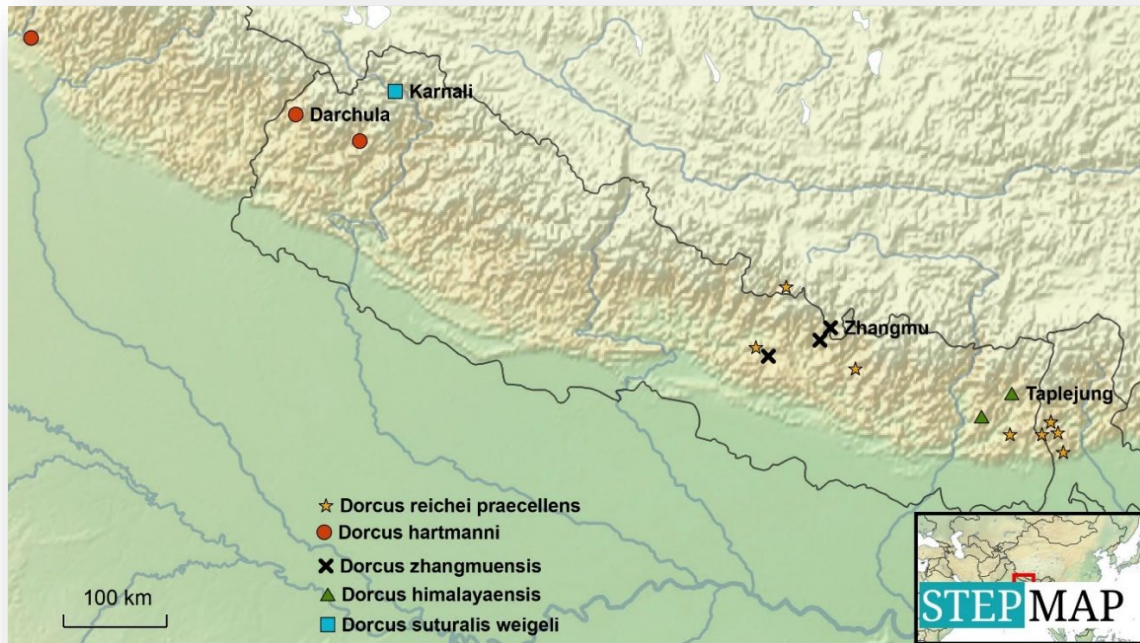 Karnali
Darchula
Zhangmu
Taplejung
Dorcus reichei praecellens
Dorcus hartmanni
Dorcus zhangmuensis
Dorcus himalayaensis
Dorcus suturalis weigeli
100 km
STEPMAP